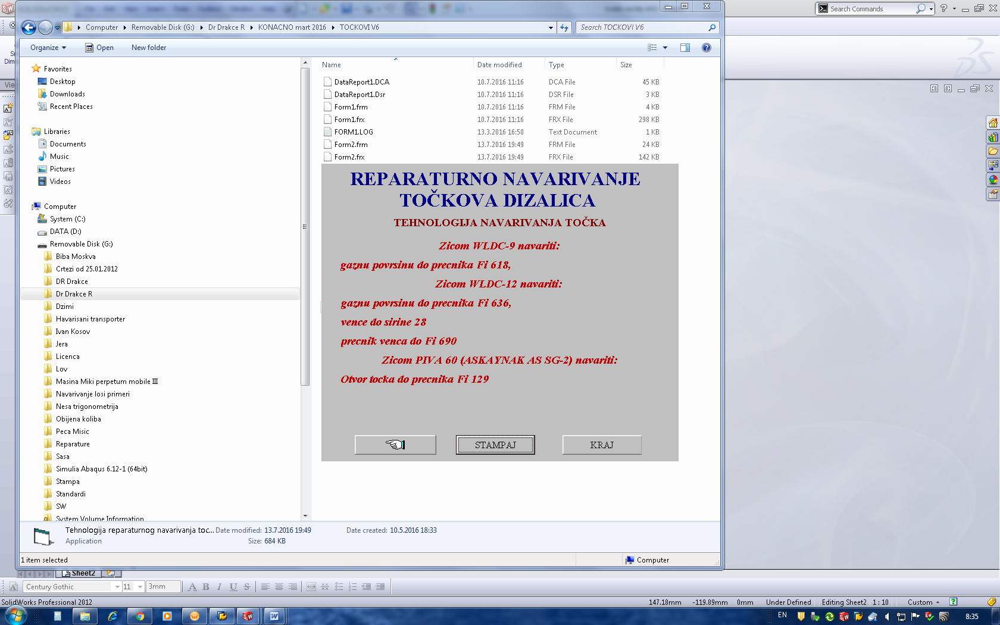 Search Commands
Computer Removable Disk (G:) Dr Drakce R KONACNO mart 2016 TOCKOVI V6
Search TOCKOVI V6
Organize Open New folder
Name Date modified Type Size
DataReport1.DCA 10.7.2016 11:16 DCA File 45 KB
DataReport1.Dsr 10.7.2016 11:16 DSR File 3 KB
Form1.frm 10.7.2016 11:16 FRM File 4 KB
Form1.frx 10.7.2016 11:16 FRX File 298 KB
FORM1.LOG 13.3.2016 16:50 Text Document 1 KB
Form2.frm 13.7.2016 19:49 FRM File 24 KB
Form2.frx 13.7.2016 19:49 FRX File 142 KB
Favorites
Desktop
Downloads
Recent Places
Libraries
Documents
Music
Pictures
Videos
Computer
System (C:)
DATA (D:)
Removable Disk (G:)
Biba Moskva
Crtezi od 25.01.2012
DR Drakce
Dr Drakce R
Dzimi
Havarisani transporter
Ivan Kosov
Jera
Licenca
Lov
Masina Miki perpetum mobile III
Navarivanje losi primeri
Nesa trigonometrija
Obijena koliba
Peca Misic
Reparature
Sasa
Simulia Abaqus 6.12-1 (64bit)
Stampa
Standardi
SW
System Volume Information
REPARATURNO NAVARIVANJE
TOČKOVA DIZALICA
TEHNOLOGIJA NAVARIVANJA TOČKA
Zicom WLDC-9 navariti:
gaznu povrsinu do precnika Fi 618,
Zicom WLDC-12 navariti:
gaznu povrsinu do precnika Fi 636,
vence do sirine 28
precnik venca do Fi 690
Zicom PIVA 60 (ASKAYNAK AS SG-2) navariti:
Otvor tocka do precnika Fi 129
STAMPAJ
KRAJ
Tehnologija reparaturnog navarivanja toc... Date modified: 13.7.2016 19:49 Date created: 10.5.2016 18:33
Application Size: 684 KB
1 item selected Computer
Sheet2
Century Gothic 11 3mm A B I U S
SolidWorks Professional 2012 147.18mm -119.89mm 0mm Under Defined Editing Sheet2 1 : 10 Custom
EN 8:35